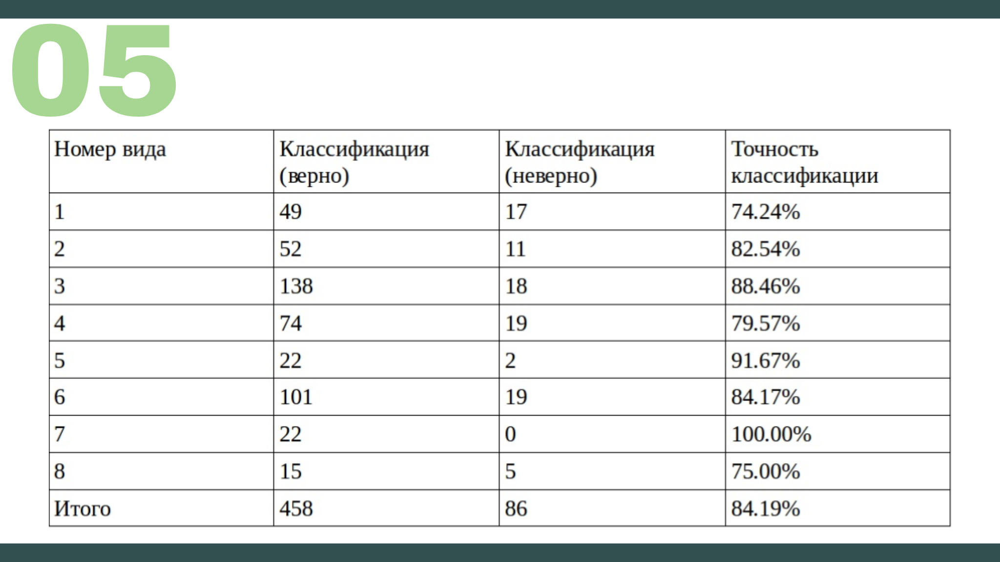 05
Номер вида Классификация (верно) Классификация (неверно) Точность классификации
1 49 17 74.24%
2 52 11 82.54%
3 138 18 88.46%
4 74 19 79.57%
5 22 2 91.67%
6 101 19 84.17%
7 22 0 100.00%
8 15 5 75.00%
Итого 458 86 84.19%